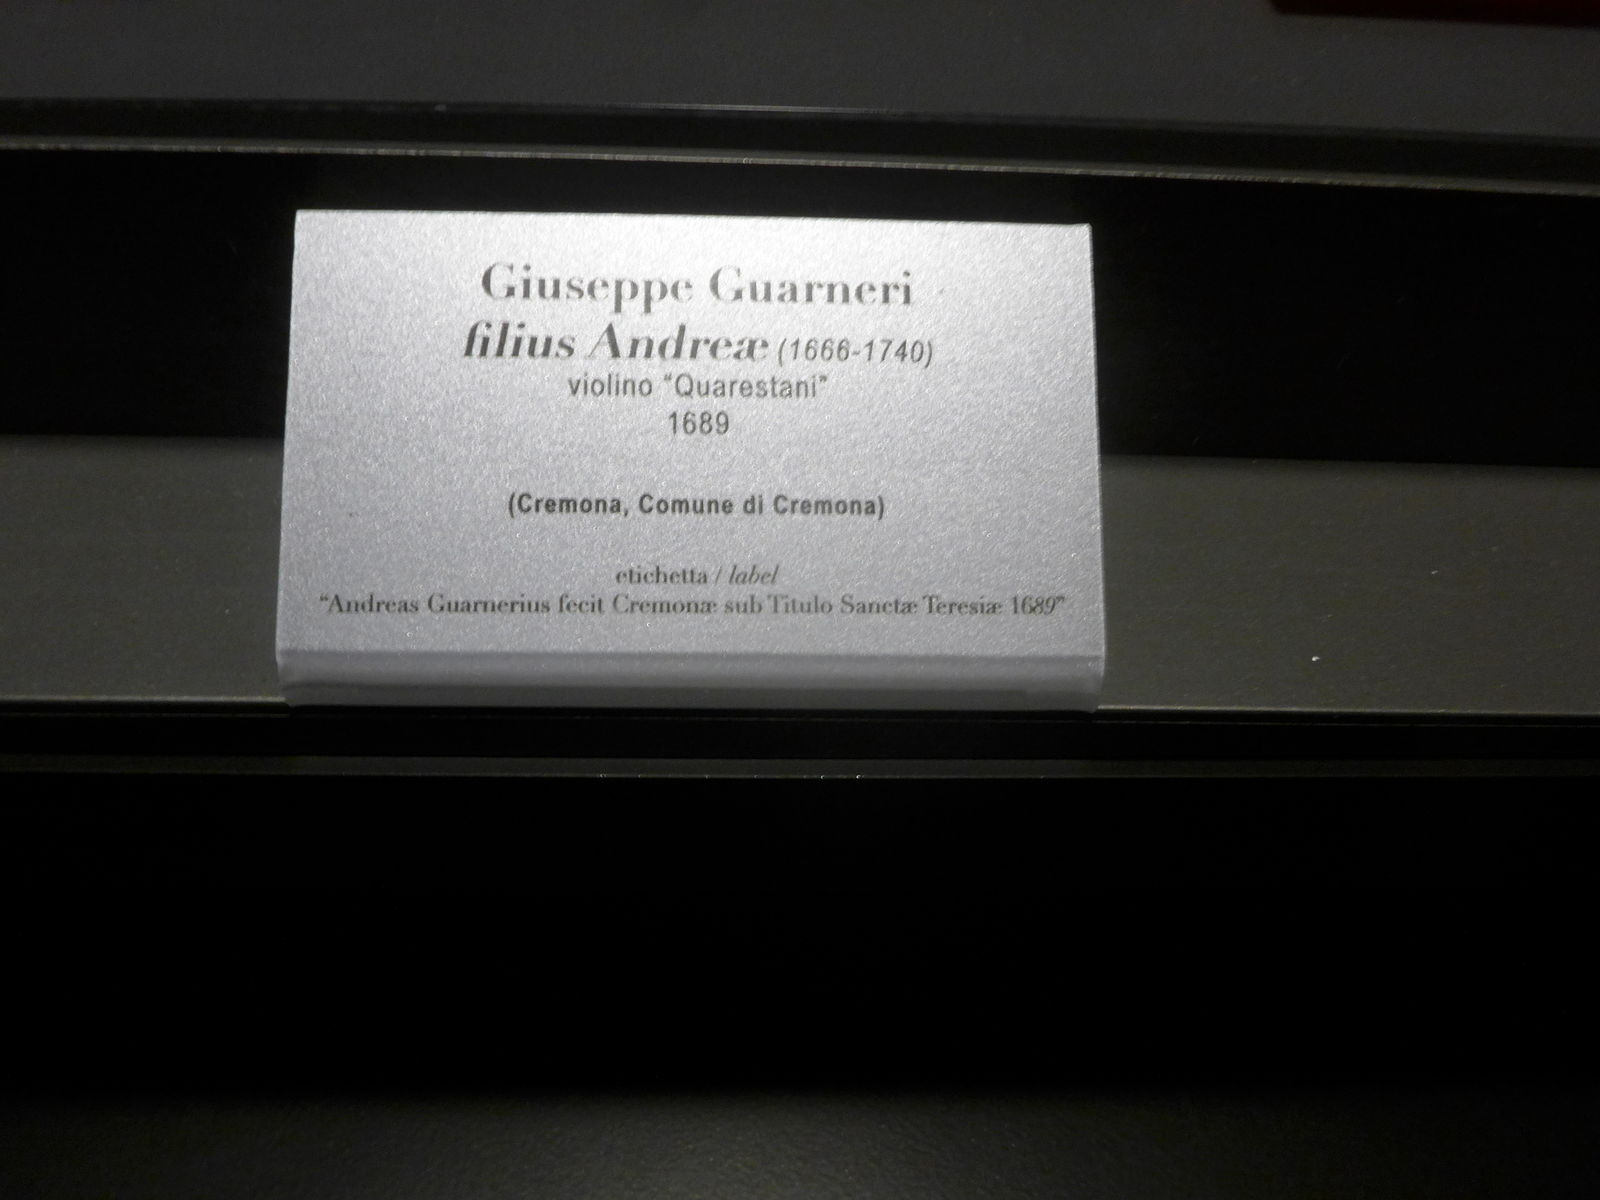 Giuseppe Guarneri
filius Andreæ (1666-1740)
violino "Quarestani"
1689
(Cremona, Comune di Cremona)
etichetta / label
"Andreas Guarnerius fecit Cremonæ sub Titulo Sanctæ Teresiæ 1689"